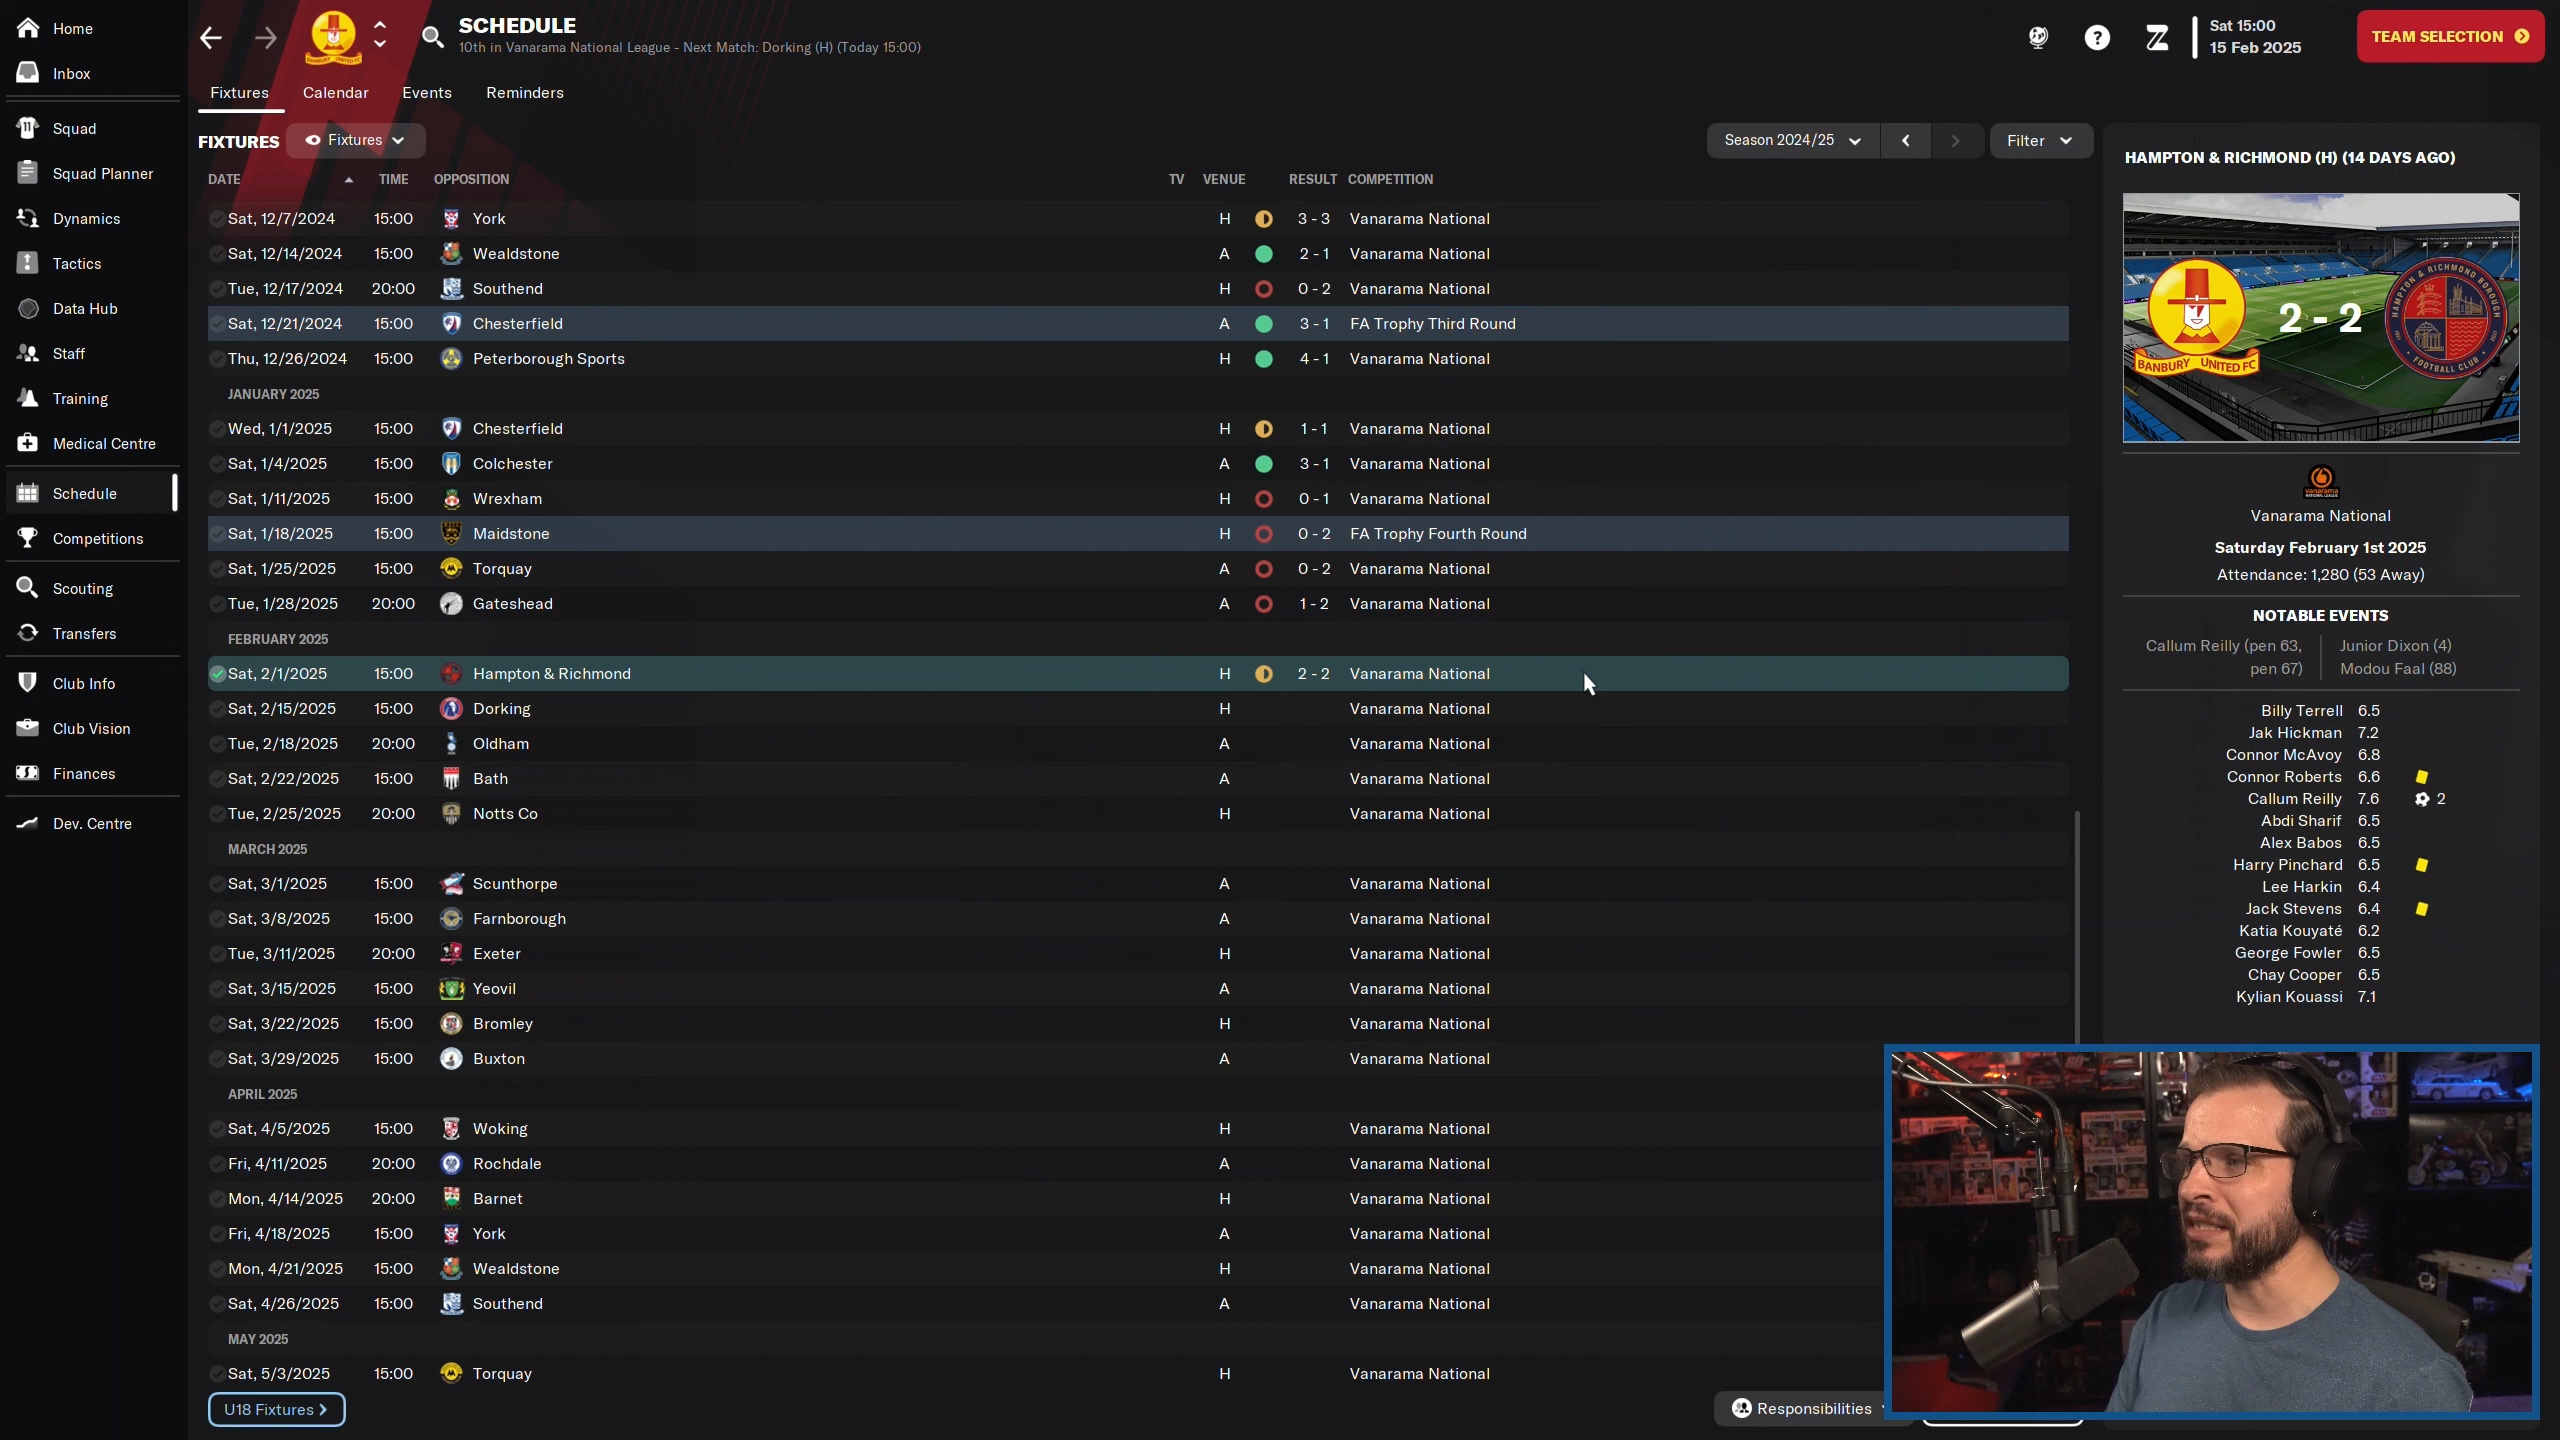 Home
Inbox
Squad
Squad Planner
Dynamics
Tactics
Data Hub
Staff
Training
Medical Centre
Schedule
Competitions
Scouting
Transfers
Club Info
Club Vision
Finances
Dev. Centre
SCHEDULE
10th in Vanarama National League - Next Match: Dorking (H) (Today 15:00)
Sat 15:00
15 Feb 2025
TEAM SELECTION
Fixtures Calendar Events Reminders
FIXTURES Fixtures
Season 2024/25 Filter
DATE TIME OPPOSITION TV VENUE RESULT COMPETITION
Sat, 12/7/2024 15:00 York H 3 - 3 Vanarama National
Sat, 12/14/2024 15:00 Wealdstone A 2 - 1 Vanarama National
Tue, 12/17/2024 20:00 Southend H 0 - 2 Vanarama National
Sat, 12/21/2024 15:00 Chesterfield A 3 - 1 FA Trophy Third Round
Thu, 12/26/2024 15:00 Peterborough Sports H 4 - 1 Vanarama National
JANUARY 2025
Wed, 1/1/2025 15:00 Chesterfield H 1 - 1 Vanarama National
Sat, 1/4/2025 15:00 Colchester A 3 - 1 Vanarama National
Sat, 1/11/2025 15:00 Wrexham H 0 - 1 Vanarama National
Sat, 1/18/2025 15:00 Maidstone H 0 - 2 FA Trophy Fourth Round
Sat, 1/25/2025 15:00 Torquay A 0 - 2 Vanarama National
Tue, 1/28/2025 20:00 Gateshead A 1 - 2 Vanarama National
FEBRUARY 2025
Sat, 2/1/2025 15:00 Hampton & Richmond H 2 - 2 Vanarama National
Sat, 2/15/2025 15:00 Dorking H Vanarama National
Tue, 2/18/2025 20:00 Oldham A Vanarama National
Sat, 2/22/2025 15:00 Bath A Vanarama National
Tue, 2/25/2025 20:00 Notts Co H Vanarama National
MARCH 2025
Sat, 3/1/2025 15:00 Scunthorpe A Vanarama National
Sat, 3/8/2025 15:00 Farnborough A Vanarama National
Tue, 3/11/2025 20:00 Exeter H Vanarama National
Sat, 3/15/2025 15:00 Yeovil A Vanarama National
Sat, 3/22/2025 15:00 Bromley H Vanarama National
Sat, 3/29/2025 15:00 Buxton A Vanarama National
APRIL 2025
Sat, 4/5/2025 15:00 Woking H Vanarama National
Fri, 4/11/2025 20:00 Rochdale A Vanarama National
Mon, 4/14/2025 20:00 Barnet H Vanarama National
Fri, 4/18/2025 15:00 York A Vanarama National
Mon, 4/21/2025 15:00 Wealdstone H Vanarama National
Sat, 4/26/2025 15:00 Southend A Vanarama National
MAY 2025
Sat, 5/3/2025 15:00 Torquay H Vanarama National
U18 Fixtures
Responsibilities
HAMPTON & RICHMOND (H) (14 DAYS AGO)
BANBURY UNITED FC
2 - 2
HAMPTON & RICHMOND BOROUGH
FOOTBALL CLUB
Vanarama National
Saturday February 1st 2025
Attendance: 1,280 (53 Away)
NOTABLE EVENTS
Callum Reilly (pen 63, pen 67)
Junior Dixon (4)
Modou Faal (88)
Billy Terrell 6.5
Jak Hickman 7.2
Connor McAvoy 6.8
Connor Roberts 6.6
Callum Reilly 7.6 2
Abdi Sharif 6.5
Alex Babos 6.5
Harry Pinchard 6.5
Lee Harkin 6.4
Jack Stevens 6.4
Katia Kouyaté 6.2
George Fowler 6.5
Chay Cooper 6.5
Kylian Kouassi 7.1